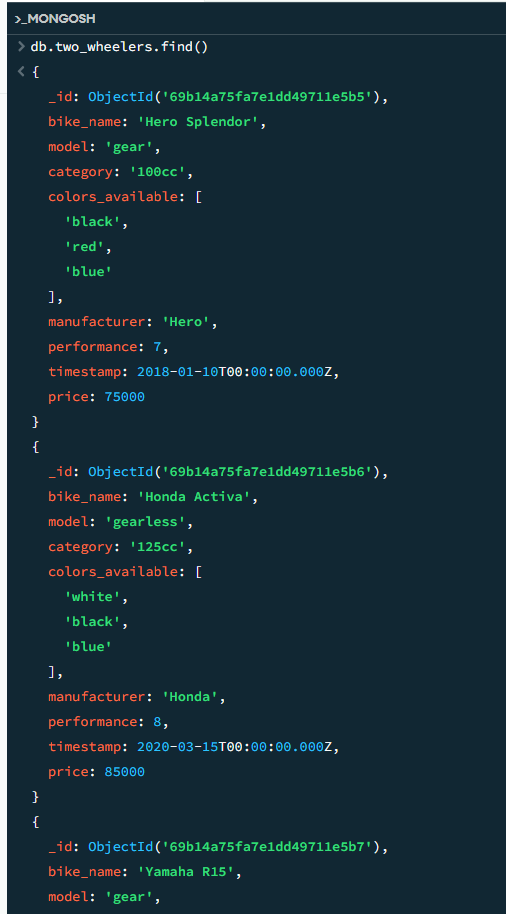 >_MONGOSH
> db.two_wheelers.find()
< {
_id: ObjectId('69b14a75fa7e1dd49711e5b5'),
bike_name: 'Hero Splendor',
model: 'gear',
category: '100cc',
colors_available: [
'black',
'red',
'blue'
],
manufacturer: 'Hero',
performance: 7,
timestamp: 2018-01-10T00:00:00.000Z,
price: 75000
}
{
_id: ObjectId('69b14a75fa7e1dd49711e5b6'),
bike_name: 'Honda Activa',
model: 'gearless',
category: '125cc',
colors_available: [
'white',
'black',
'blue'
],
manufacturer: 'Honda',
performance: 8,
timestamp: 2020-03-15T00:00:00.000Z,
price: 85000
}
{
_id: ObjectId('69b14a75fa7e1dd49711e5b7'),
bike_name: 'Yamaha R15',
model: 'gear',